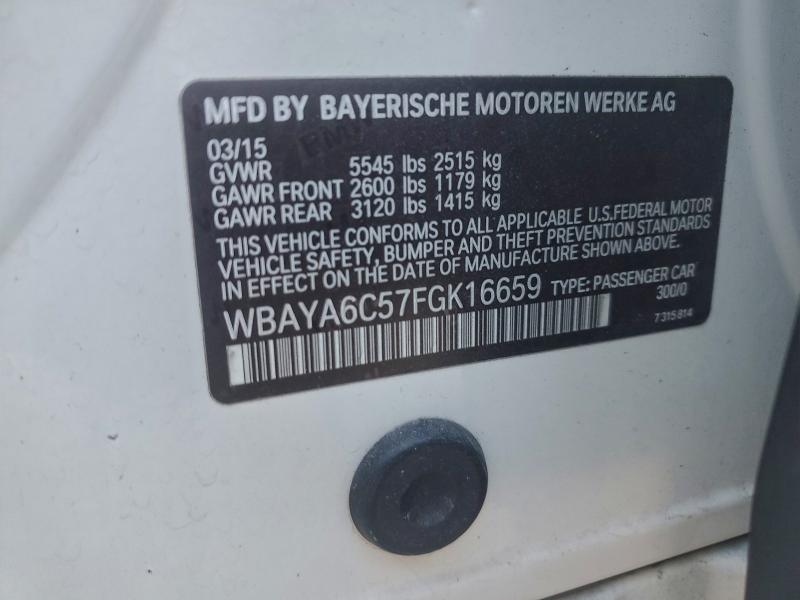 MFD BY BAYERISCHE MOTOREN WERKE AG
03/15
GVWR 5545 lbs 2515 kg
GAWR FRONT 2600 lbs 1179 kg
GAWR REAR 3120 lbs 1415 kg
THIS VEHICLE CONFORMS TO ALL APPLICABLE U.S.FEDERAL MOTOR
VEHICLE SAFETY, BUMPER AND THEFT PREVENTION STANDARDS
IN EFFECT ON THE DATE OF MANUFACTURE SHOWN ABOVE.
WBAYA6C57FGK16659 TYPE: PASSENGER CAR
300/0
7315814